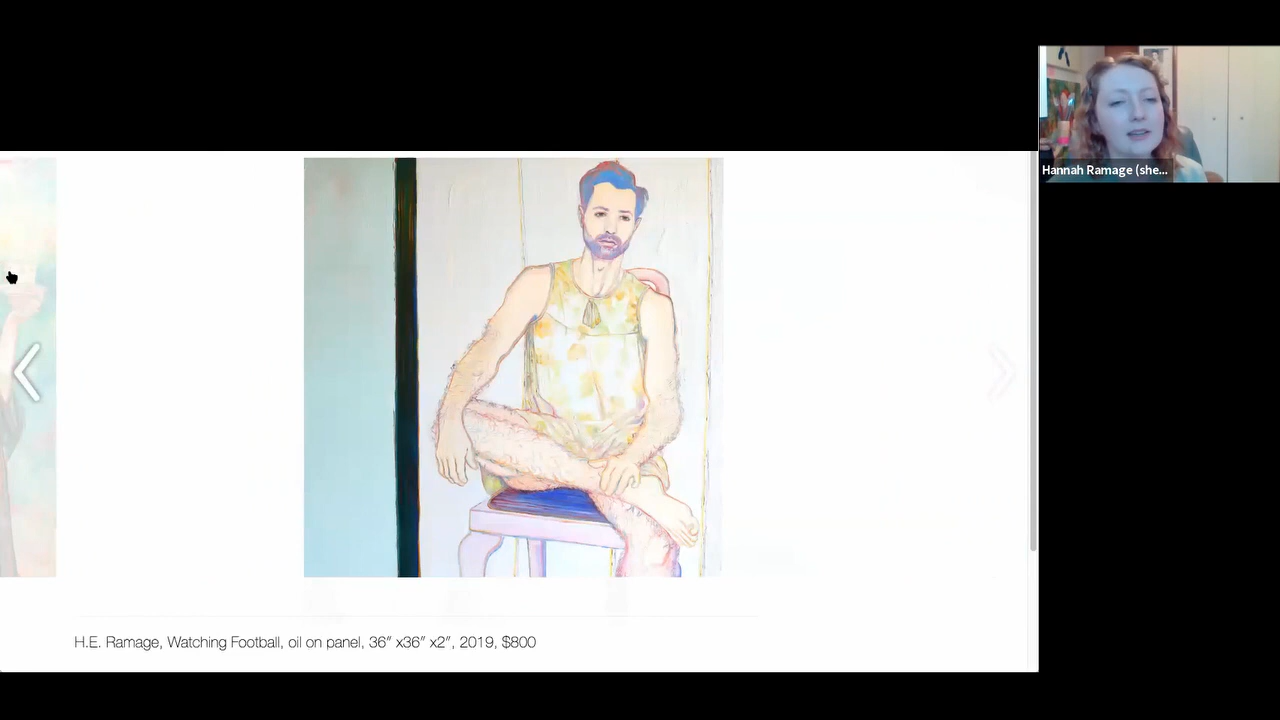 Hannah Ramage (she...
H.E. Ramage, Watching Football, oil on panel, 36" x36" x2", 2019, $800